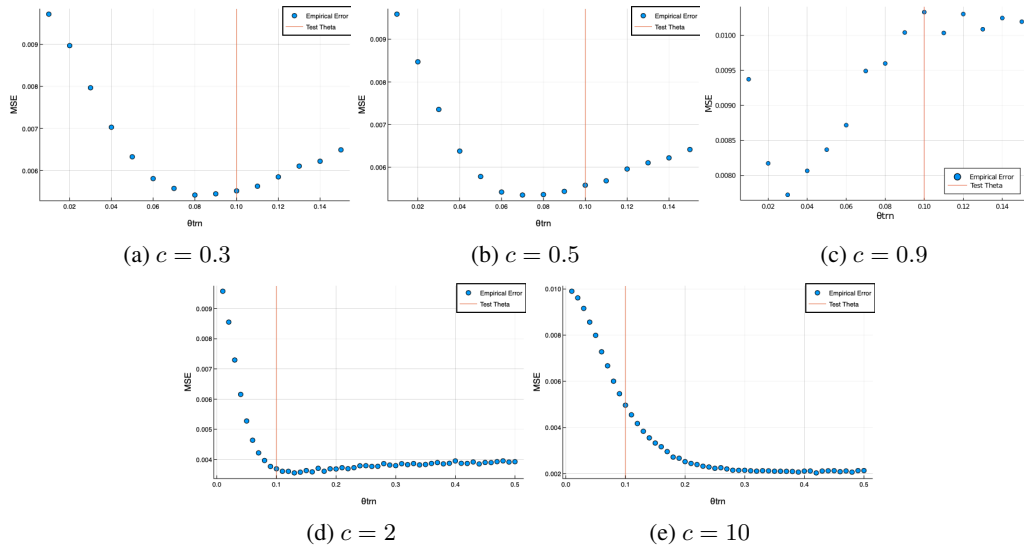 MSE
0.009
0.008
0.007
0.006
0.02 0.04 0.06 0.08 0.10 0.12 0.14
θtrn
Empirical Error
Test Theta
(a) c = 0.3
MSE
0.009
0.008
0.007
0.006
0.02 0.04 0.06 0.08 0.10 0.12 0.14
θtrn
Empirical Error
Test Theta
(b) c = 0.5
MSE
0.0100
0.0095
0.0090
0.0085
0.0080
0.02 0.04 0.06 0.08 0.10 0.12 0.14
θtrn
Empirical Error
Test Theta
(c) c = 0.9
MSE
0.009
0.008
0.007
0.006
0.005
0.004
0.0 0.1 0.2 0.3 0.4 0.5
θtrn
Empirical Error
Test Theta
(d) c = 2
MSE
0.010
0.008
0.006
0.004
0.002
0.0 0.1 0.2 0.3 0.4 0.5
θtrn
Empirical Error
Test Theta
(e) c = 10